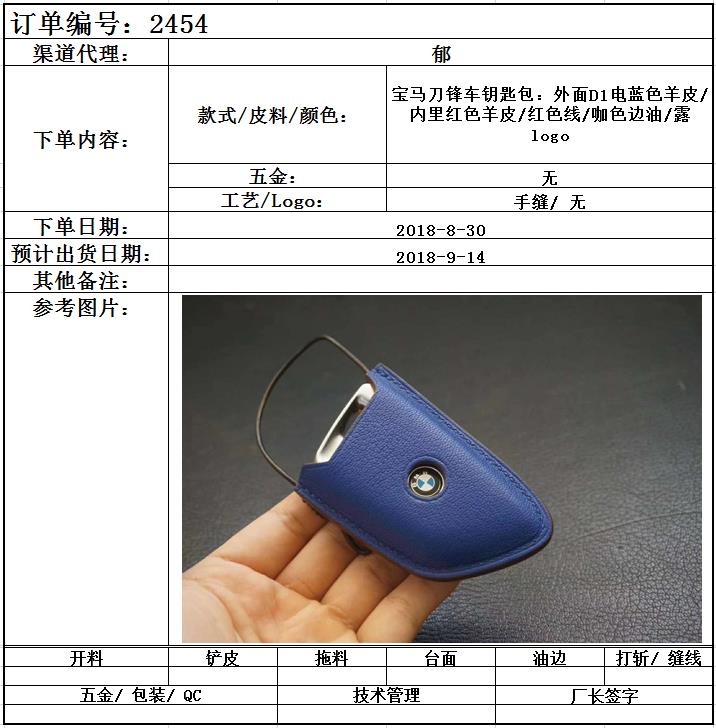 订单编号：2454
渠道代理： 郁
下单内容：
款式/皮料/颜色：
宝马刀锋车钥匙包：外面D1电蓝色羊皮/
内里红色羊皮/红色线/咖色边油/露
logo
五金： 无
工艺/Logo： 手缝/ 无
下单日期： 2018-8-30
预计出货日期： 2018-9-14
其他备注：
参考图片：
开料 铲皮 拖料 台面 油边 打斩/ 缝线
五金/ 包装/ QC 技术管理 厂长签字